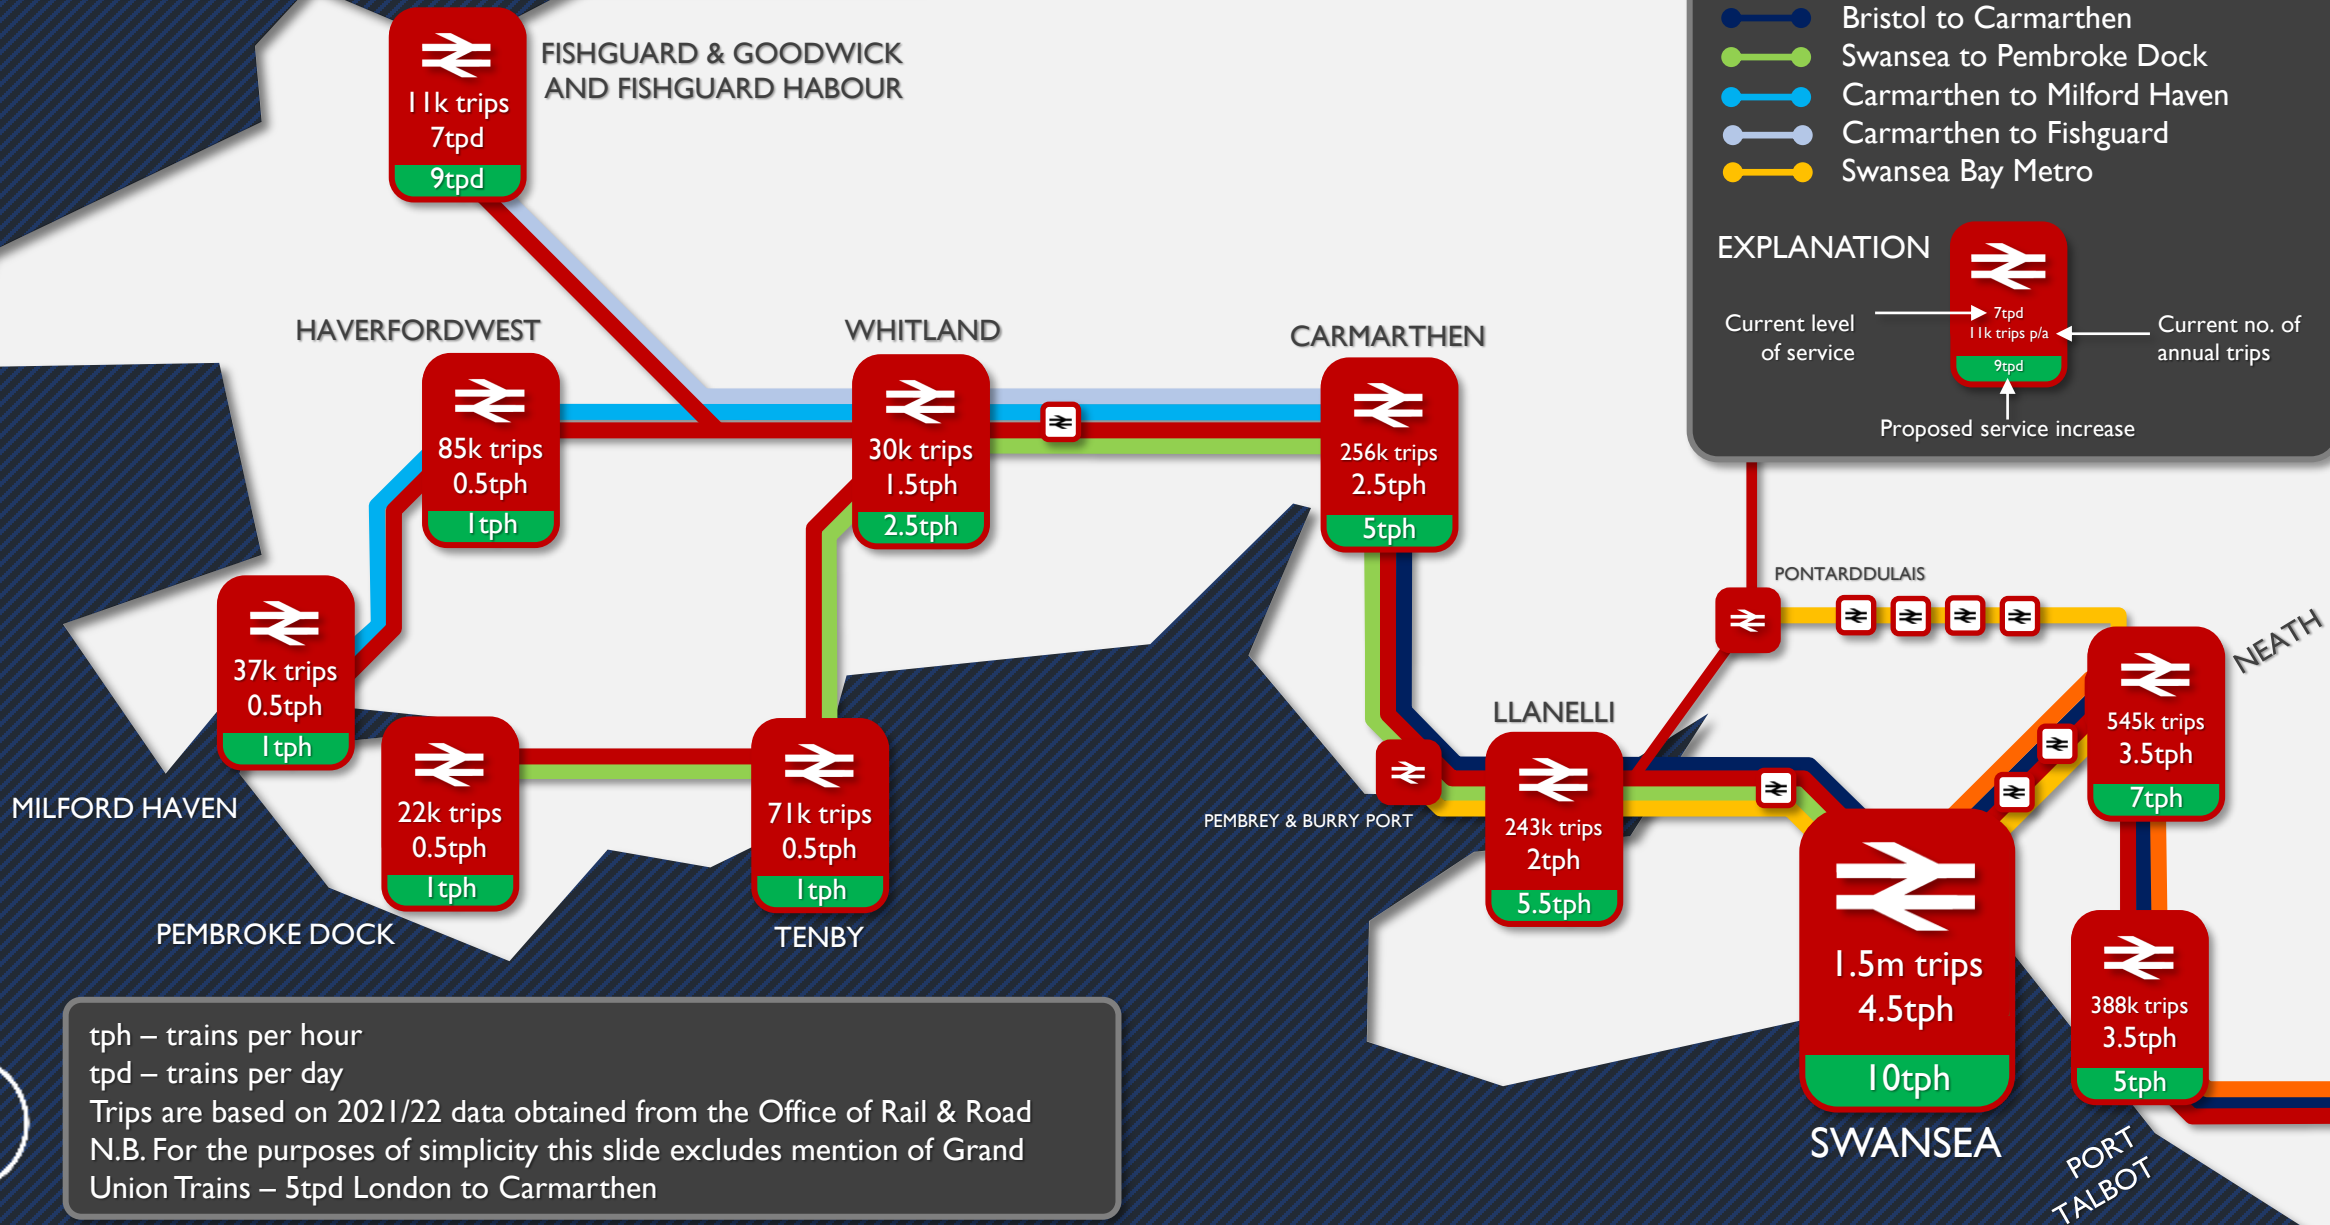 FISHGUARD & GOODWICK
AND FISHGUARD HABOUR
11k trips
7tpd
9tpd
Bristol to Carmarthen
Swansea to Pembroke Dock
Carmarthen to Milford Haven
Carmarthen to Fishguard
Swansea Bay Metro
EXPLANATION
7tpd
11k trips p/a
9tpd
Current level
of service
Current no. of
annual trips
Proposed service increase
HAVERFORDWEST
85k trips
0.5tph
1tph
WHITLAND
30k trips
1.5tph
2.5tph
CARMARTHEN
256k trips
2.5tph
5tph
PONTARDDULAIS
37k trips
0.5tph
1tph
MILFORD HAVEN
22k trips
0.5tph
1tph
PEMBROKE DOCK
71k trips
0.5tph
1tph
TENBY
PEMBREY & BURRY PORT
LLANELLI
243k trips
2tph
5.5tph
NEATH
545k trips
3.5tph
7tph
1.5m trips
4.5tph
10tph
SWANSEA
388k trips
3.5tph
5tph
PORT
TALBOT
tph – trains per hour
tpd – trains per day
Trips are based on 2021/22 data obtained from the Office of Rail & Road
N.B. For the purposes of simplicity this slide excludes mention of Grand
Union Trains – 5tpd London to Carmarthen